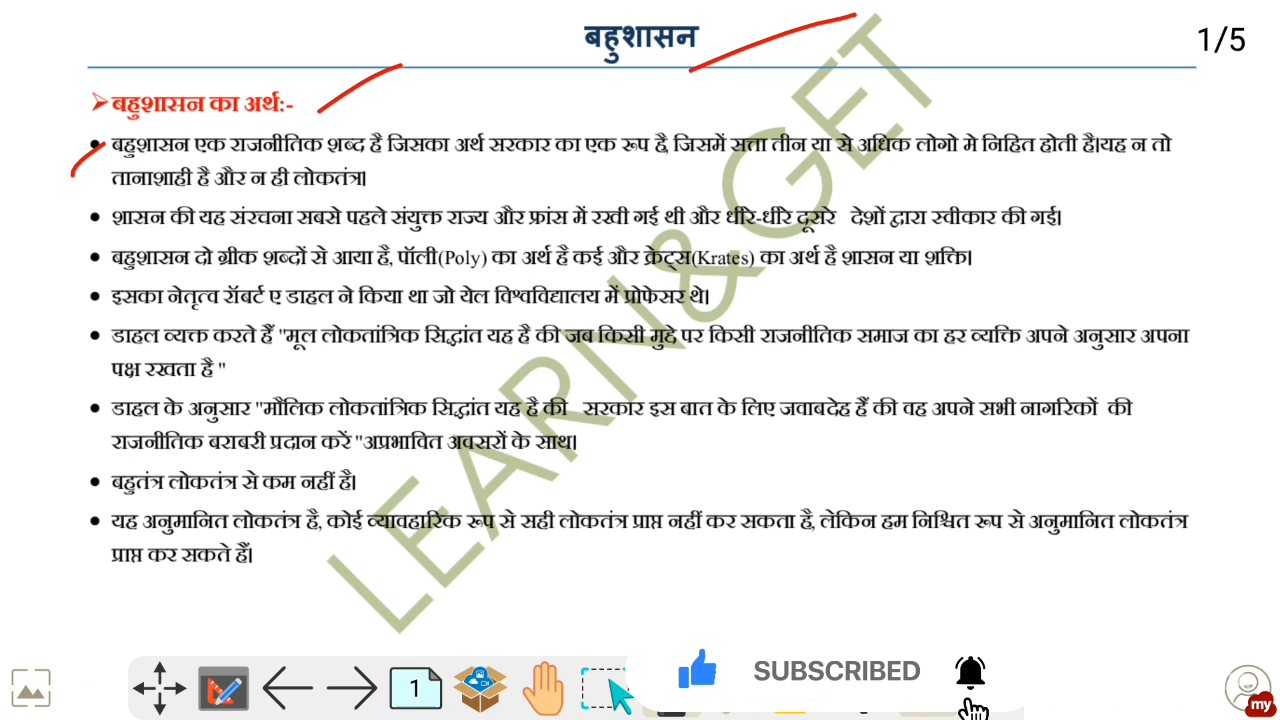 बहुशासन
1/5
बहुशासन का अर्थ:-
बहुशासन एक राजनीतिक शब्द है जिसका अर्थ सरकार का एक रूप है, जिसमें सत्ता तीन या से अधिक लोगो मे निहित होती है।यह न तो
तानाशाही है और न ही लोकतंत्र।
शासन की यह संरचना सबसे पहले संयुक्त राज्य और फ्रांस में रखी गई थी और धीरे-धीरे दूसरे देशों द्वारा स्वीकार की गई।
बहुशासन दो ग्रीक शब्दों से आया है, पॉली(Poly) का अर्थ है कई और क्रेट्स(Krates) का अर्थ है शासन या शक्ति।
इसका नेतृत्व रॉबर्ट ए डाहल ने किया था जो येल विश्वविद्यालय में प्रोफेसर थे।
डाहल व्यक्त करते हैं "मूल लोकतांत्रिक सिद्धांत यह है की जब किसी मुद्दे पर किसी राजनीतिक समाज का हर व्यक्ति अपने अनुसार अपना
पक्ष रखता है "
डाहल के अनुसार "मौलिक लोकतांत्रिक सिद्धांत यह है की सरकार इस बात के लिए जवाबदेह हैं की वह अपने सभी नागरिकों की
राजनीतिक बराबरी प्रदान करें "अप्रभावित अवसरों के साथ।
बहुतंत्र लोकतंत्र से कम नहीं है।
यह अनुमानित लोकतंत्र है, कोई व्यावहारिक रूप से सही लोकतंत्र प्राप्त नहीं कर सकता है, लेकिन हम निश्चित रूप से अनुमानित लोकतंत्र
प्राप्त कर सकते हैं।
LEARN&GET
1
SUBSCRIBED
my